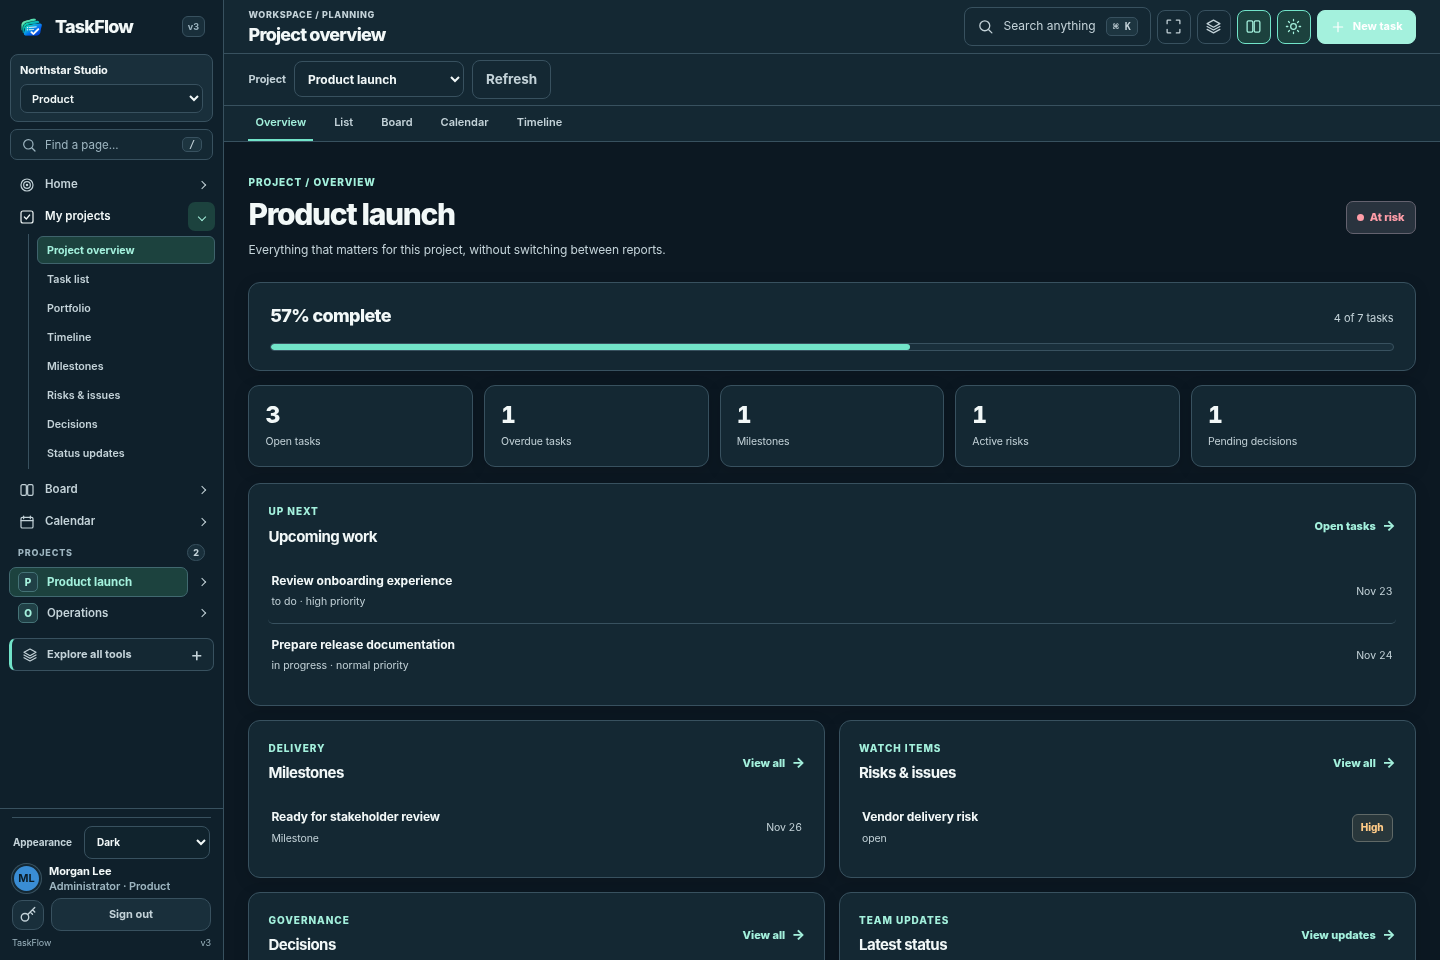 TaskFlow
v3
Northstar Studio
Product
Find a page...
/
Home
My projects
Project overview
Task list
Portfolio
Timeline
Milestones
Risks & issues
Decisions
Status updates
Board
Calendar
PROJECTS
2
P
Product launch
O
Operations
Explore all tools
Appearance
Dark
ML
Morgan Lee
Administrator · Product
Sign out
TaskFlow
v3
WORKSPACE / PLANNING
Project overview
Search anything
⌘ K
New task
Project
Product launch
Refresh
Overview
List
Board
Calendar
Timeline
PROJECT / OVERVIEW
Product launch
Everything that matters for this project, without switching between reports.
At risk
57% complete
4 of 7 tasks
3
Open tasks
1
Overdue tasks
1
Milestones
1
Active risks
1
Pending decisions
UP NEXT
Upcoming work
Open tasks
Review onboarding experience
to do · high priority
Nov 23
Prepare release documentation
in progress · normal priority
Nov 24
DELIVERY
Milestones
View all
Ready for stakeholder review
Milestone
Nov 26
WATCH ITEMS
Risks & issues
View all
Vendor delivery risk
open
High
GOVERNANCE
Decisions
View all
TEAM UPDATES
Latest status
View updates